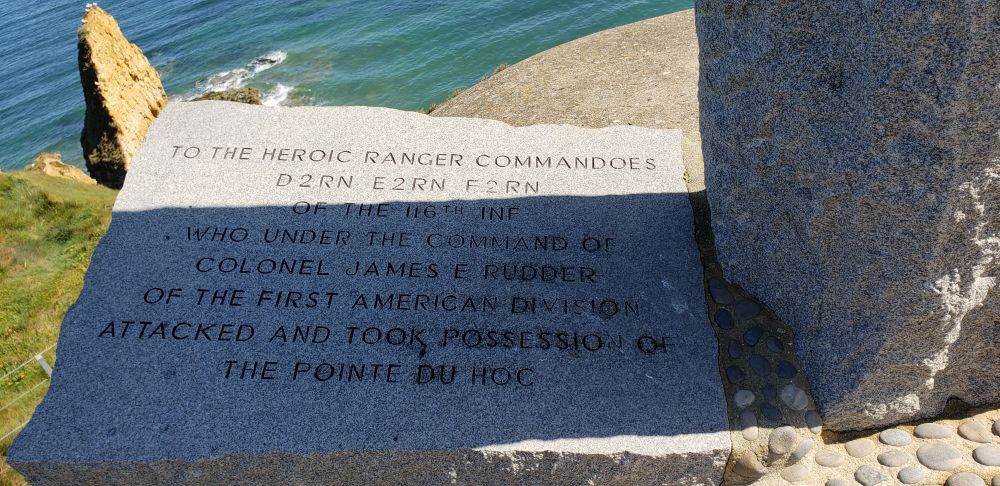 TO THE HEROIC RANGER COMMANDOES
D2RN E2RN F2RN
OF THE 116TH INF
WHO UNDER THE COMMAND OF
COLONEL JAMES E RUDDER
OF THE FIRST AMERICAN DIVISION
ATTACKED AND TOOK POSSESSION OF
THE POINTE DU HOC